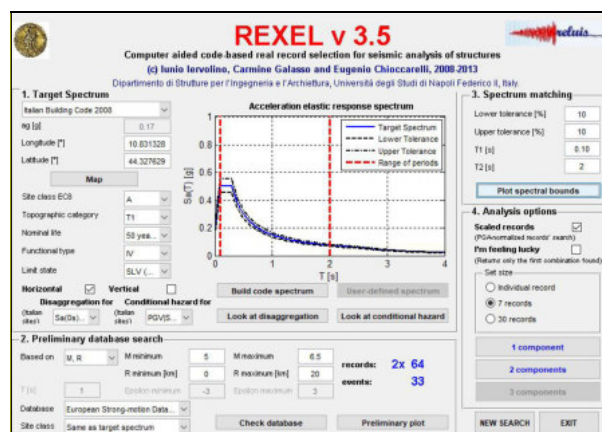 REXEL v 3.5
reluis
Computer aided code-based real record selection for seismic analysis of structures
(c) Iunio Iervolino, Carmine Galasso and Eugenio Chioccarelli, 2008-2013
Dipartimento di Strutture per l'Ingegneria e l'Archiettura, Università degli Studi di Napoli Federico II, Italy.
1. Target Spectrum
Italian Building Code 2008
ag [g] 0.17
Longitude [°] 10.831328
Latitude [°] 44.327629
Map
Site class EC8 A
Topographic category T1
Nominal life 50 yea...
Functional type IV
Limit state SLV (...
Horizontal Vertical
Disaggregation for Conditional hazard for
(Italian sites) Sa(0s)... (Italian sites) PGV|S...
Acceleration elastic response spectrum
Target Spectrum
Lower Tolerance
Upper Tolerance
Range of periods
Sa(T) [g]
1
0.8
0.6
0.4
0.2
0
0 1 2 3 4
T [s]
Build code spectrum User-defined spectrum
Look at disaggregation Look at conditional hazard
2. Preliminary database search
Based on M, R M minimum 5 M maximum 6.5
R minimum [km] 0 R maximum [km] 20
records: 2x 64
events: 33
T [s] 1 Epsilon minimum -3 Epsilon maximum 3
Database European Strong-motion Data...
Site class Same as target spectrum
Check database Preliminary plot
3. Spectrum matching
Lower tolerance [%] 10
Upper tolerance [%] 10
T1 [s] 0.10
T2 [s] 2
Plot spectral bounds
4. Analysis options
Scaled records
(PGA-normalized records' search)
I'm feeling lucky
(Returns only the first combination found)
Set size
Individual record
7 records
30 records
1 component
2 components
3 components
NEW SEARCH EXIT